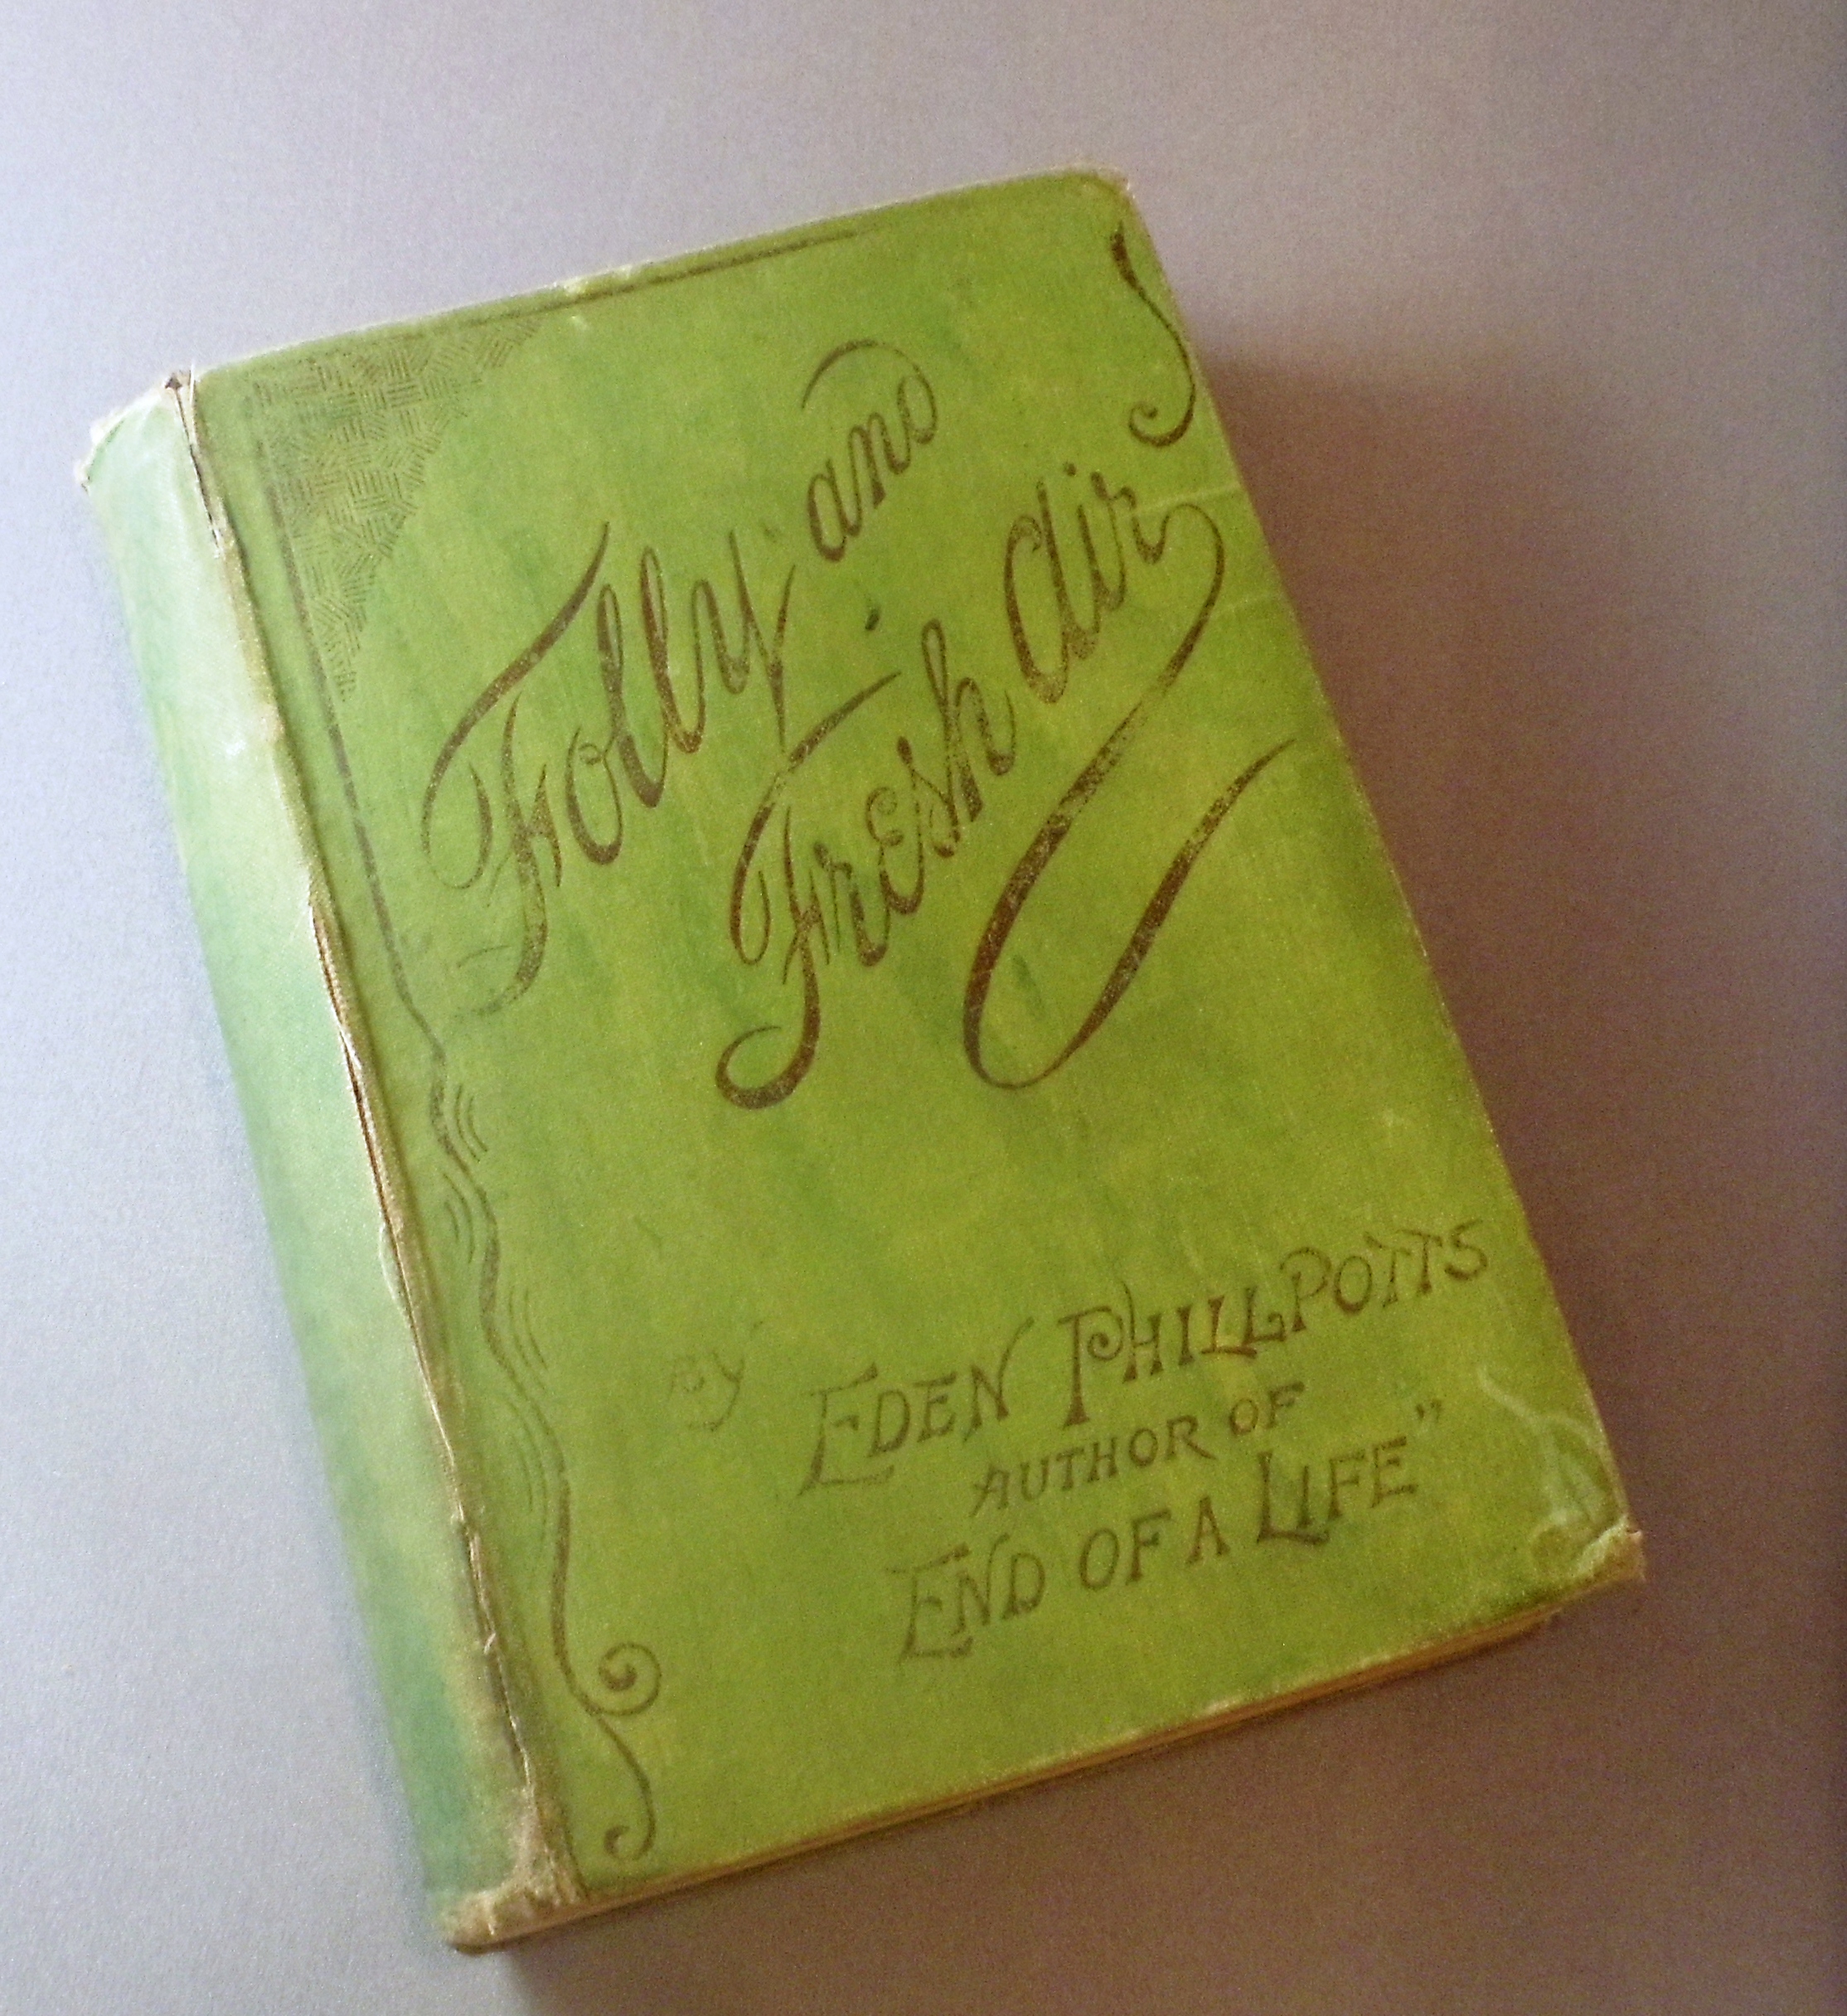 Folly and
Fresh Air
BY EDEN PHILLPOTTS
AUTHOR OF
END OF A LIFE”